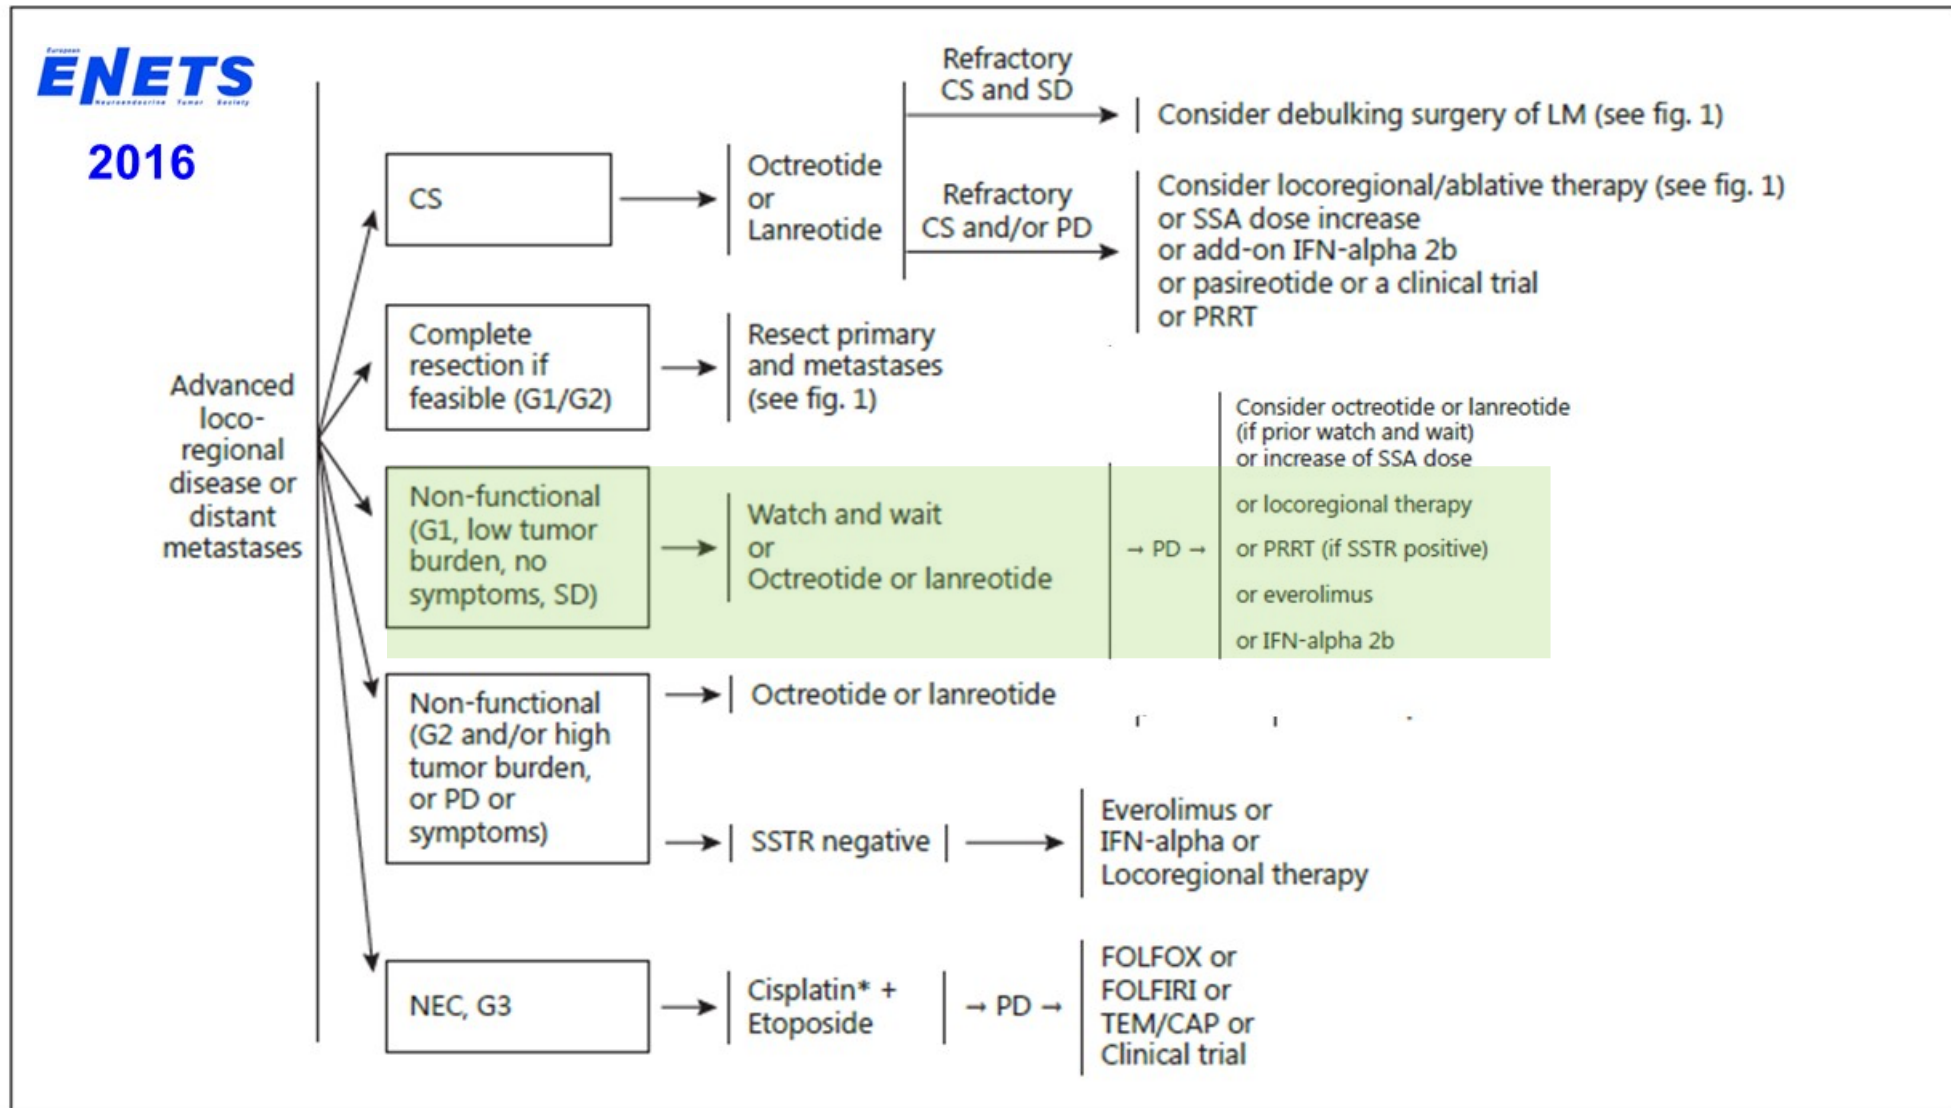 European
ENETS
Neuroendocrine Tumor Society
2016
Advanced
loco-
regional
disease or
distant
metastases
CS
Octreotide
or
Lanreotide
Refractory
CS and SD
Consider debulking surgery of LM (see fig. 1)
Refractory
CS and/or PD
Consider locoregional/ablative therapy (see fig. 1)
or SSA dose increase
or add-on IFN-alpha 2b
or pasireotide or a clinical trial
or PRRT
Complete
resection if
feasible (G1/G2)
Resect primary
and metastases
(see fig. 1)
Non-functional
(G1, low tumor
burden, no
symptoms, SD)
Watch and wait
or
Octreotide or lanreotide
→ PD →
Consider octreotide or lanreotide
(if prior watch and wait)
or increase of SSA dose
or locoregional therapy
or PRRT (if SSTR positive)
or everolimus
or IFN-alpha 2b
Non-functional
(G2 and/or high
tumor burden,
or PD or
symptoms)
Octreotide or lanreotide
SSTR negative
Everolimus or
IFN-alpha or
Locoregional therapy
NEC, G3
Cisplatin* +
Etoposide
→ PD →
FOLFOX or
FOLFIRI or
TEM/CAP or
Clinical trial